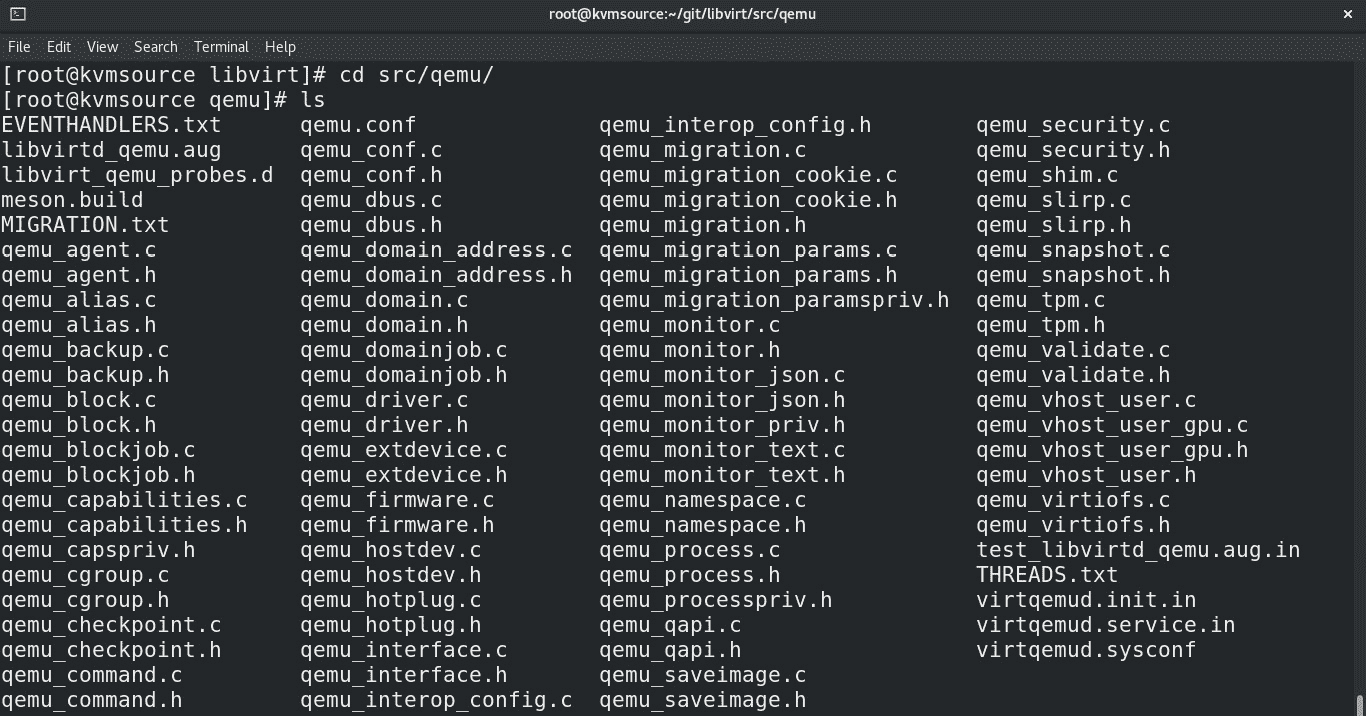 root@kvmsource:~/git/libvirt/src/qemu
File Edit View Search Terminal Help
[root@kvmsource libvirt]# cd src/qemu/
[root@kvmsource qemu]# ls
EVENTHANDLERS.txt qemu.conf qemu_interop_config.h qemu_security.c
libvirtd_qemu.aug qemu_conf.c qemu_migration.c qemu_security.h
libvirt_qemu_probes.d qemu_conf.h qemu_migration_cookie.c qemu_shim.c
meson.build qemu_dbus.c qemu_migration_cookie.h qemu_slirp.c
MIGRATION.txt qemu_dbus.h qemu_migration.h qemu_slirp.h
qemu_agent.c qemu_domain_address.c qemu_migration_params.c qemu_snapshot.c
qemu_agent.h qemu_domain_address.h qemu_migration_params.h qemu_snapshot.h
qemu_alias.c qemu_domain.c qemu_migration_paramspriv.h qemu_tpm.c
qemu_alias.h qemu_domain.h qemu_monitor.c qemu_tpm.h
qemu_backup.c qemu_domainjob.c qemu_monitor.h qemu_validate.c
qemu_backup.h qemu_domainjob.h qemu_monitor_json.c qemu_validate.h
qemu_block.c qemu_driver.c qemu_monitor_json.h qemu_vhost_user.c
qemu_block.h qemu_driver.h qemu_monitor_priv.h qemu_vhost_user_gpu.c
qemu_blockjob.c qemu_extdevice.c qemu_monitor_text.c qemu_vhost_user_gpu.h
qemu_blockjob.h qemu_extdevice.h qemu_monitor_text.h qemu_vhost_user.h
qemu_capabilities.c qemu_firmware.c qemu_namespace.c qemu_virtiofs.c
qemu_capabilities.h qemu_firmware.h qemu_namespace.h qemu_virtiofs.h
qemu_capspriv.h qemu_hostdev.c qemu_process.c test_libvirtd_qemu.aug.in
qemu_cgroup.c qemu_hostdev.h qemu_process.h THREADS.txt
qemu_cgroup.h qemu_hotplug.c qemu_processpriv.h virtqemud.init.in
qemu_checkpoint.c qemu_hotplug.h qemu_qapi.c virtqemud.service.in
qemu_checkpoint.h qemu_interface.c qemu_qapi.h virtqemud.sysconf
qemu_command.c qemu_interface.h qemu_saveimage.c
qemu_command.h qemu_interop_config.c qemu_saveimage.h